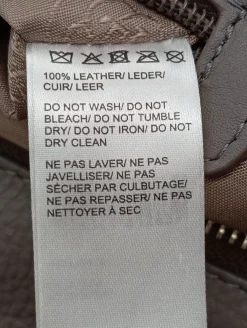 100% LEATHER/ LEDER/
CUIR/ LEER
DO NOT WASH/ DO NOT
BLEACH/ DO NOT TUMBLE
DRY/ DO NOT IRON/ DO NOT
DRY CLEAN
NE PAS LAVER/ NE PAS
JAVELLISER/ NE PAS
SÉCHER PAR CULBUTAGE/
NE PAS REPASSER/ NE PAS
NETTOYER À SEC